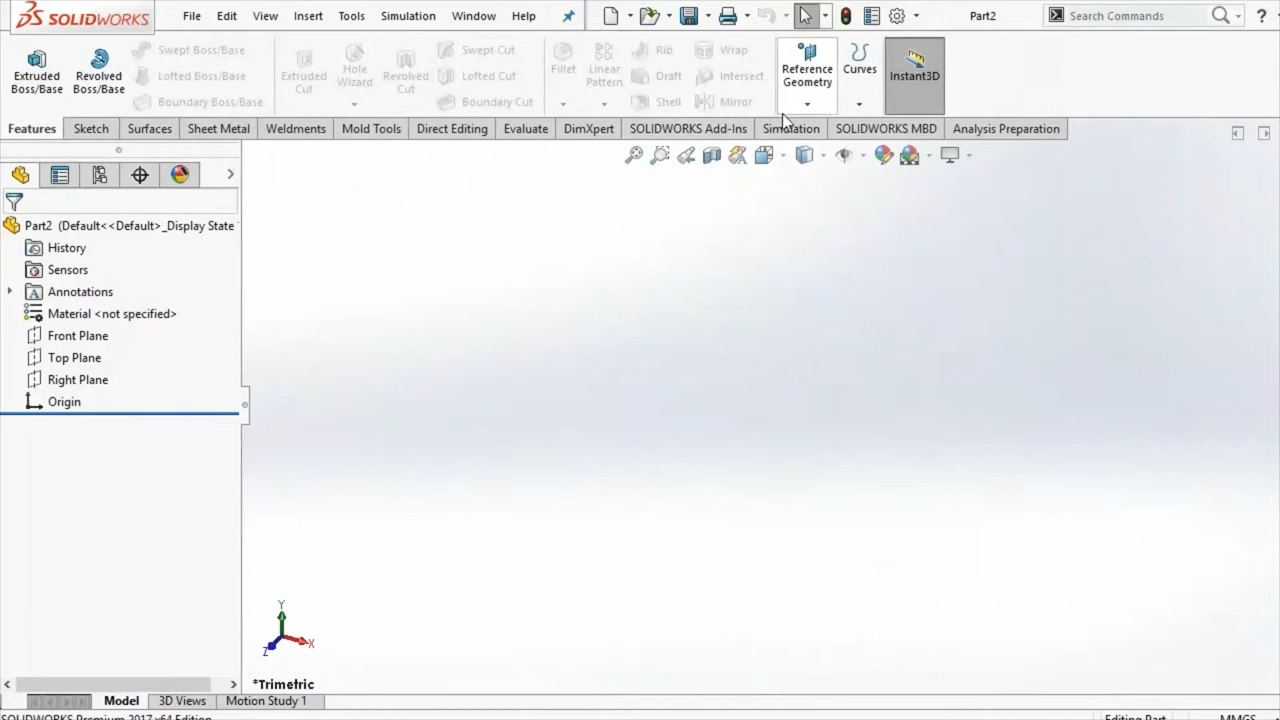 SOLIDWORKS File Edit View Insert Tools Simulation Window Help Part2 Search Commands ?
Extruded Boss/Base
Revolved Boss/Base
Swept Boss/Base
Lofted Boss/Base
Boundary Boss/Base
Extruded Cut
Hole Wizard
Revolved Cut
Swept Cut
Lofted Cut
Boundary Cut
Fillet
Linear Pattern
Rib
Draft
Shell
Wrap
Intersect
Mirror
Reference Geometry
Curves
Instant3D
Features Sketch Surfaces Sheet Metal Weldments Mold Tools Direct Editing Evaluate DimXpert SOLIDWORKS Add-Ins Simulation SOLIDWORKS MBD Analysis Preparation
Part2 (Default<<Default>_Display State
History
Sensors
A Annotations
Material <not specified>
Front Plane
Top Plane
Right Plane
Origin
Y
X
Z
*Trimetric
Model 3D Views Motion Study 1
SOLIDWORKS Premium 2017 x64 Edition Editing Part MMGS